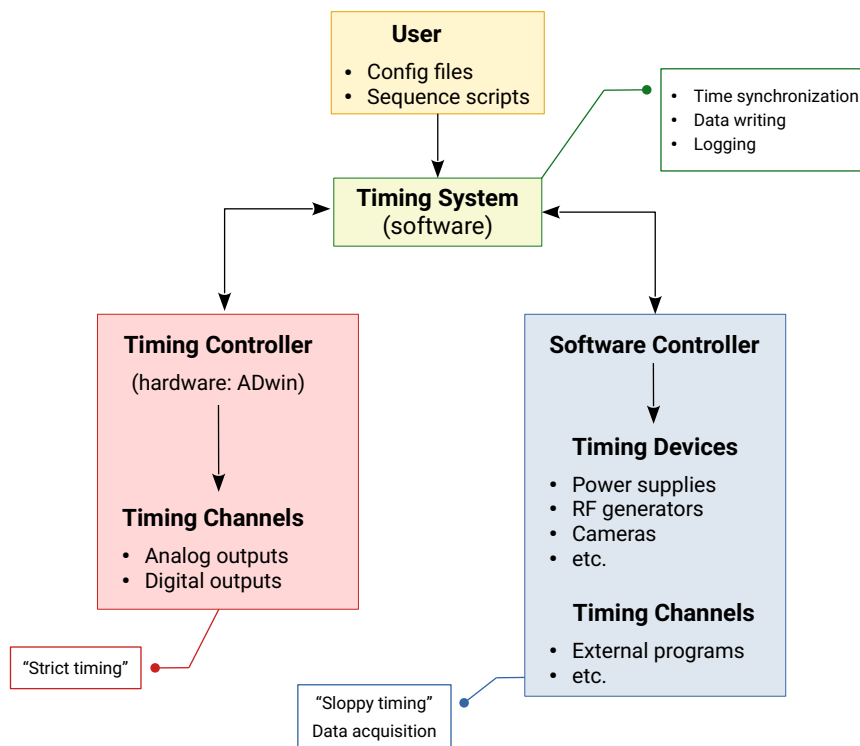 User
• Config files
• Sequence scripts
• Time synchronization
• Data writing
• Logging
Timing System
(software)
Timing Controller
(hardware: ADwin)
Timing Channels
• Analog outputs
• Digital outputs
“Strict timing”
Software Controller
Timing Devices
• Power supplies
• RF generators
• Cameras
• etc.
Timing Channels
• External programs
• etc.
“Sloppy timing”
Data acquisition